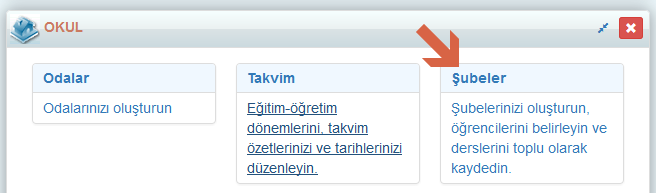 OKUL
Odalar
Odalarınızı oluşturun
Takvim
Eğitim-öğretim
dönemlerini, takvim
özetlerinizi ve tarihlerinizi
düzenleyin.
Şubeler
Şubelerinizi oluşturun,
öğrencilerini belirleyin ve
derslerini toplu olarak
kaydedin.